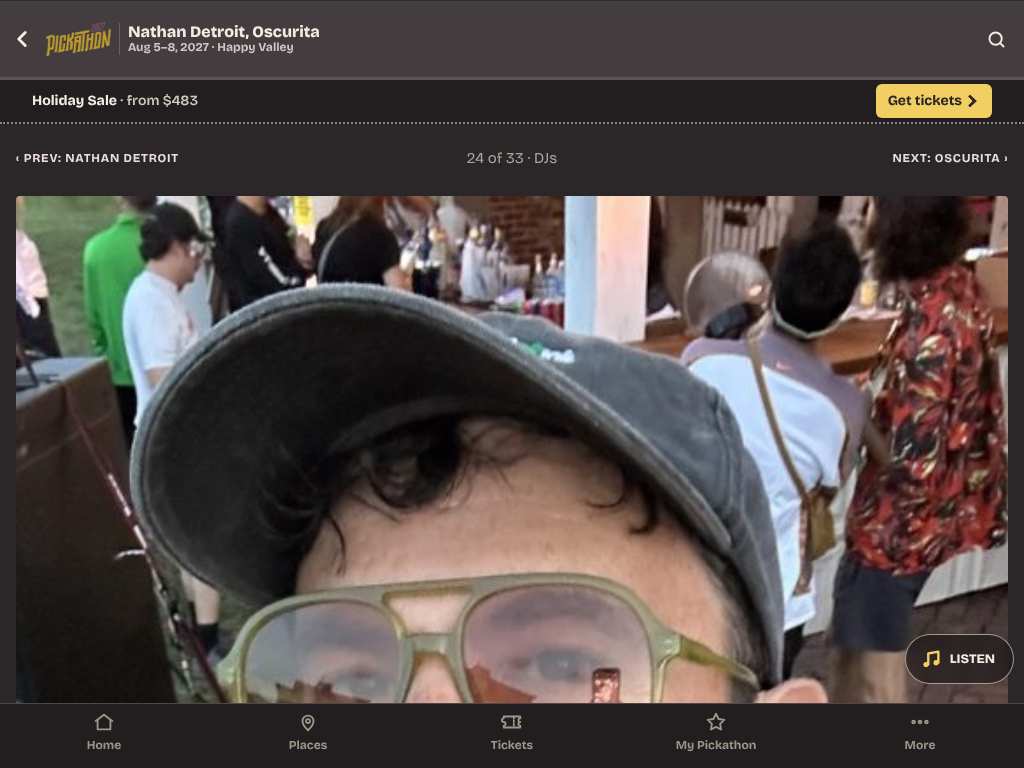 PICKATHON
Nathan Detroit, Oscurita
Aug 5–8, 2027 · Happy Valley
Holiday Sale · from $483
Get tickets
‹ PREV: NATHAN DETROIT
24 of 33 · DJs
NEXT: OSCURITA ›
LISTEN
Home
Places
Tickets
My Pickathon
More